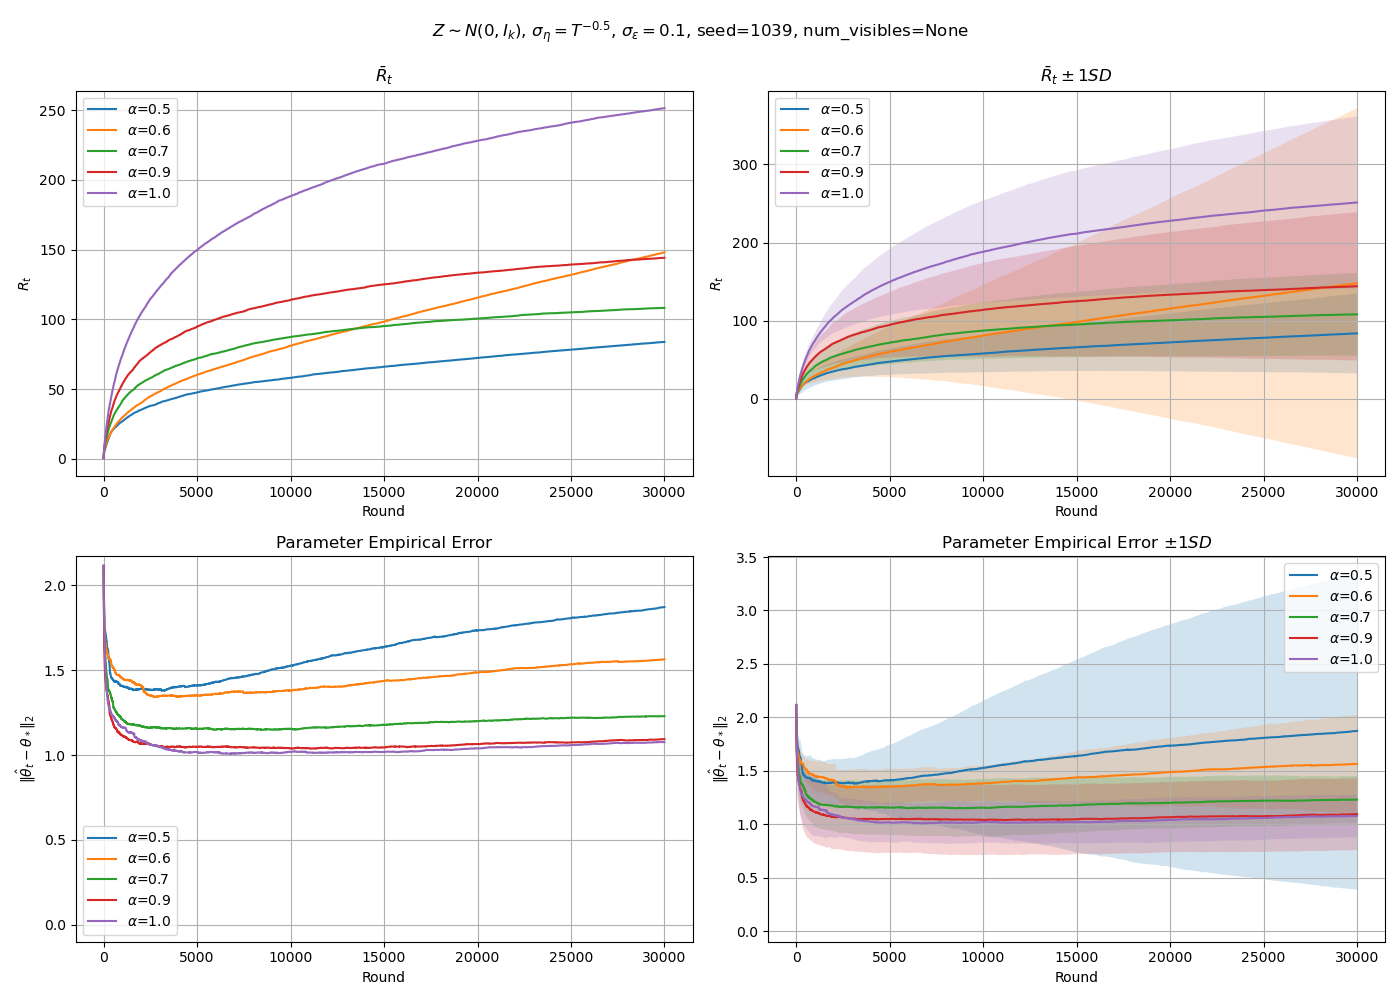 Z ∼ N(0, I_k), σ_η = T^{−0.5}, σ_ε = 0.1, seed=1039, num_visibles=None
R̄_t
R_t
250
200
150
100
50
0
α=0.5
α=0.6
α=0.7
α=0.9
α=1.0
0 5000 10000 15000 20000 25000 30000
Round
R̄_t ± 1SD
R_t
300
200
100
0
α=0.5
α=0.6
α=0.7
α=0.9
α=1.0
0 5000 10000 15000 20000 25000 30000
Round
Parameter Empirical Error
‖θ̂_t − θ_*‖_2
2.0
1.5
1.0
0.5
0.0
α=0.5
α=0.6
α=0.7
α=0.9
α=1.0
0 5000 10000 15000 20000 25000 30000
Round
Parameter Empirical Error ±1SD
‖θ̂_t − θ_*‖_2
3.5
3.0
2.5
2.0
1.5
1.0
0.5
0.0
α=0.5
α=0.6
α=0.7
α=0.9
α=1.0
0 5000 10000 15000 20000 25000 30000
Round